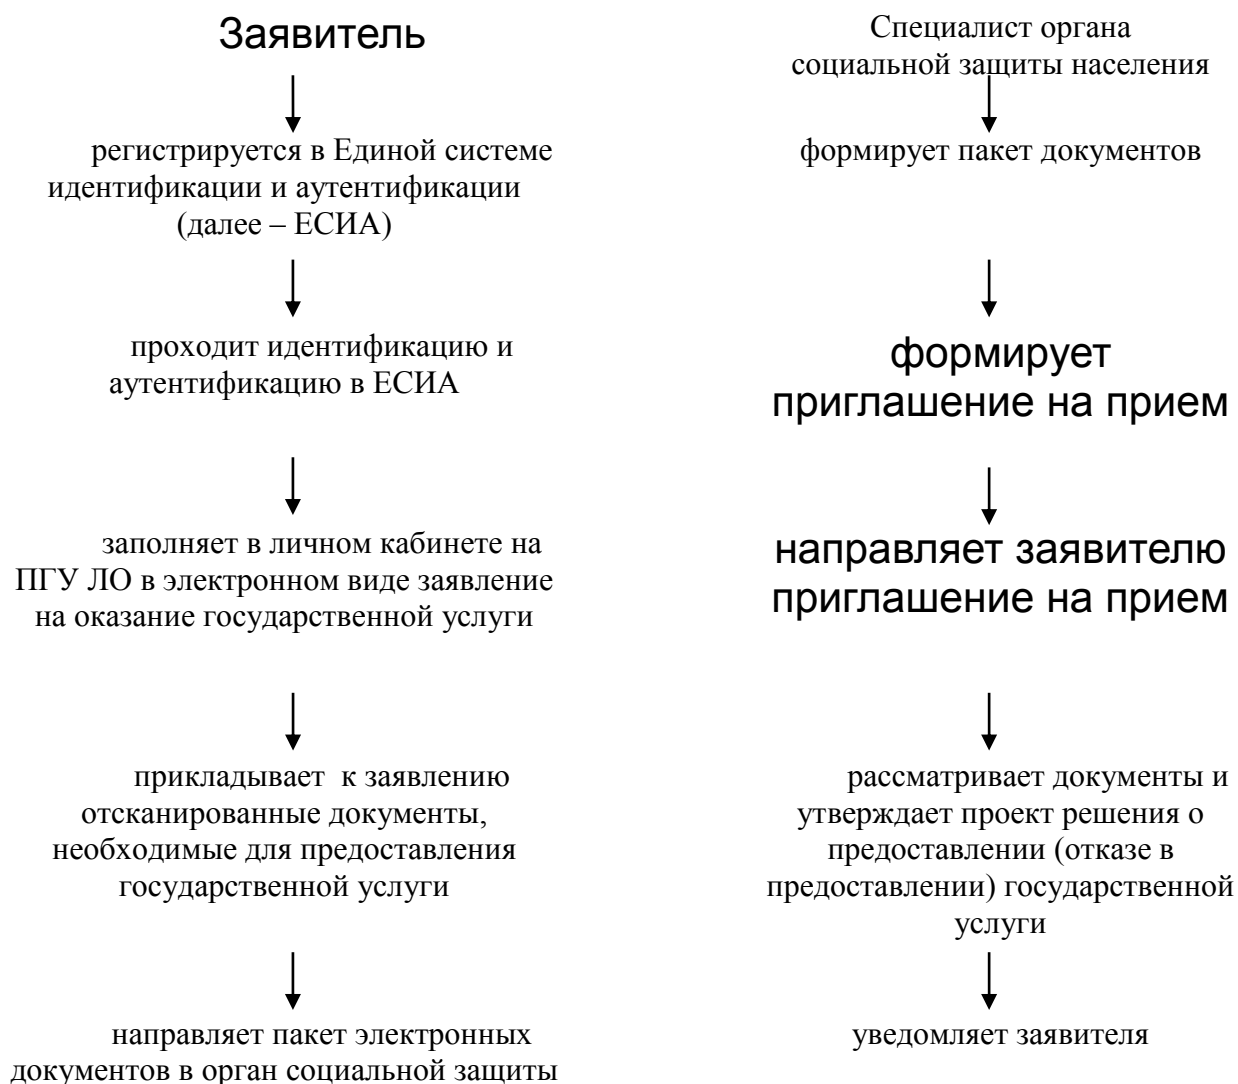 Заявитель
регистрируется в Единой системе
идентификации и аутентификации
(далее – ЕСИА)
проходит идентификацию и
аутентификацию в ЕСИА
заполняет в личном кабинете на
ПГУ ЛО в электронном виде заявление
на оказание государственной услуги
прикладывает к заявлению
отсканированные документы,
необходимые для предоставления
государственной услуги
направляет пакет электронных
документов в орган социальной защиты
Специалист органа
социальной защиты населения
формирует пакет документов
формирует
приглашение на прием
направляет заявителю
приглашение на прием
рассматривает документы и
утверждает проект решения о
предоставлении (отказе в
предоставлении) государственной
услуги
уведомляет заявителя